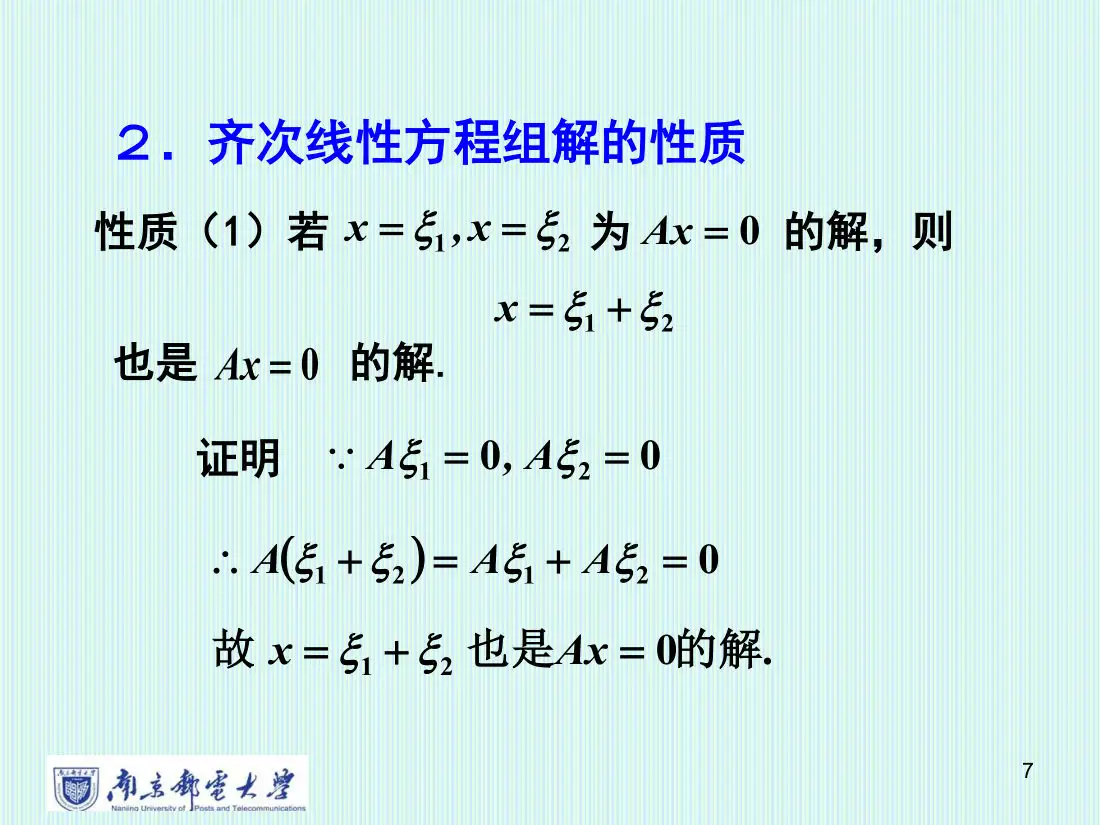 2．齐次线性方程组解的性质
性质（1）若 x = ξ₁, x = ξ₂ 为 Ax = 0 的解，则
x = ξ₁ + ξ₂
也是 Ax = 0 的解.
证明 ∵ Aξ₁ = 0, Aξ₂ = 0
∴ A(ξ₁ + ξ₂) = Aξ₁ + Aξ₂ = 0
故 x = ξ₁ + ξ₂ 也是Ax = 0的解.
南京郵電大学
Nanjing University of Posts and Telecommunications
7